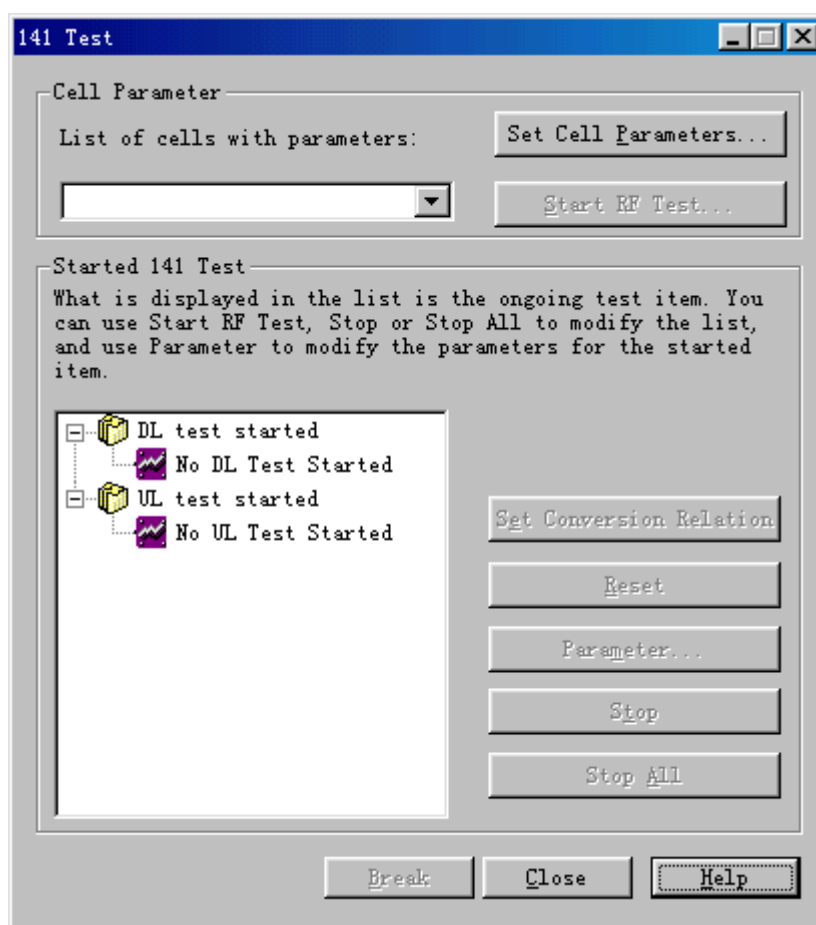 141 Test
Cell Parameter
List of cells with parameters:
Set Cell Parameters...
Start RF Test...
Started 141 Test
What is displayed in the list is the ongoing test item. You
can use Start RF Test, Stop or Stop All to modify the list,
and use Parameter to modify the parameters for the started
item.
DL test started
No DL Test Started
UL test started
No UL Test Started
Set Conversion Relation
Reset
Parameter...
Stop
Stop All
Break
Close
Help